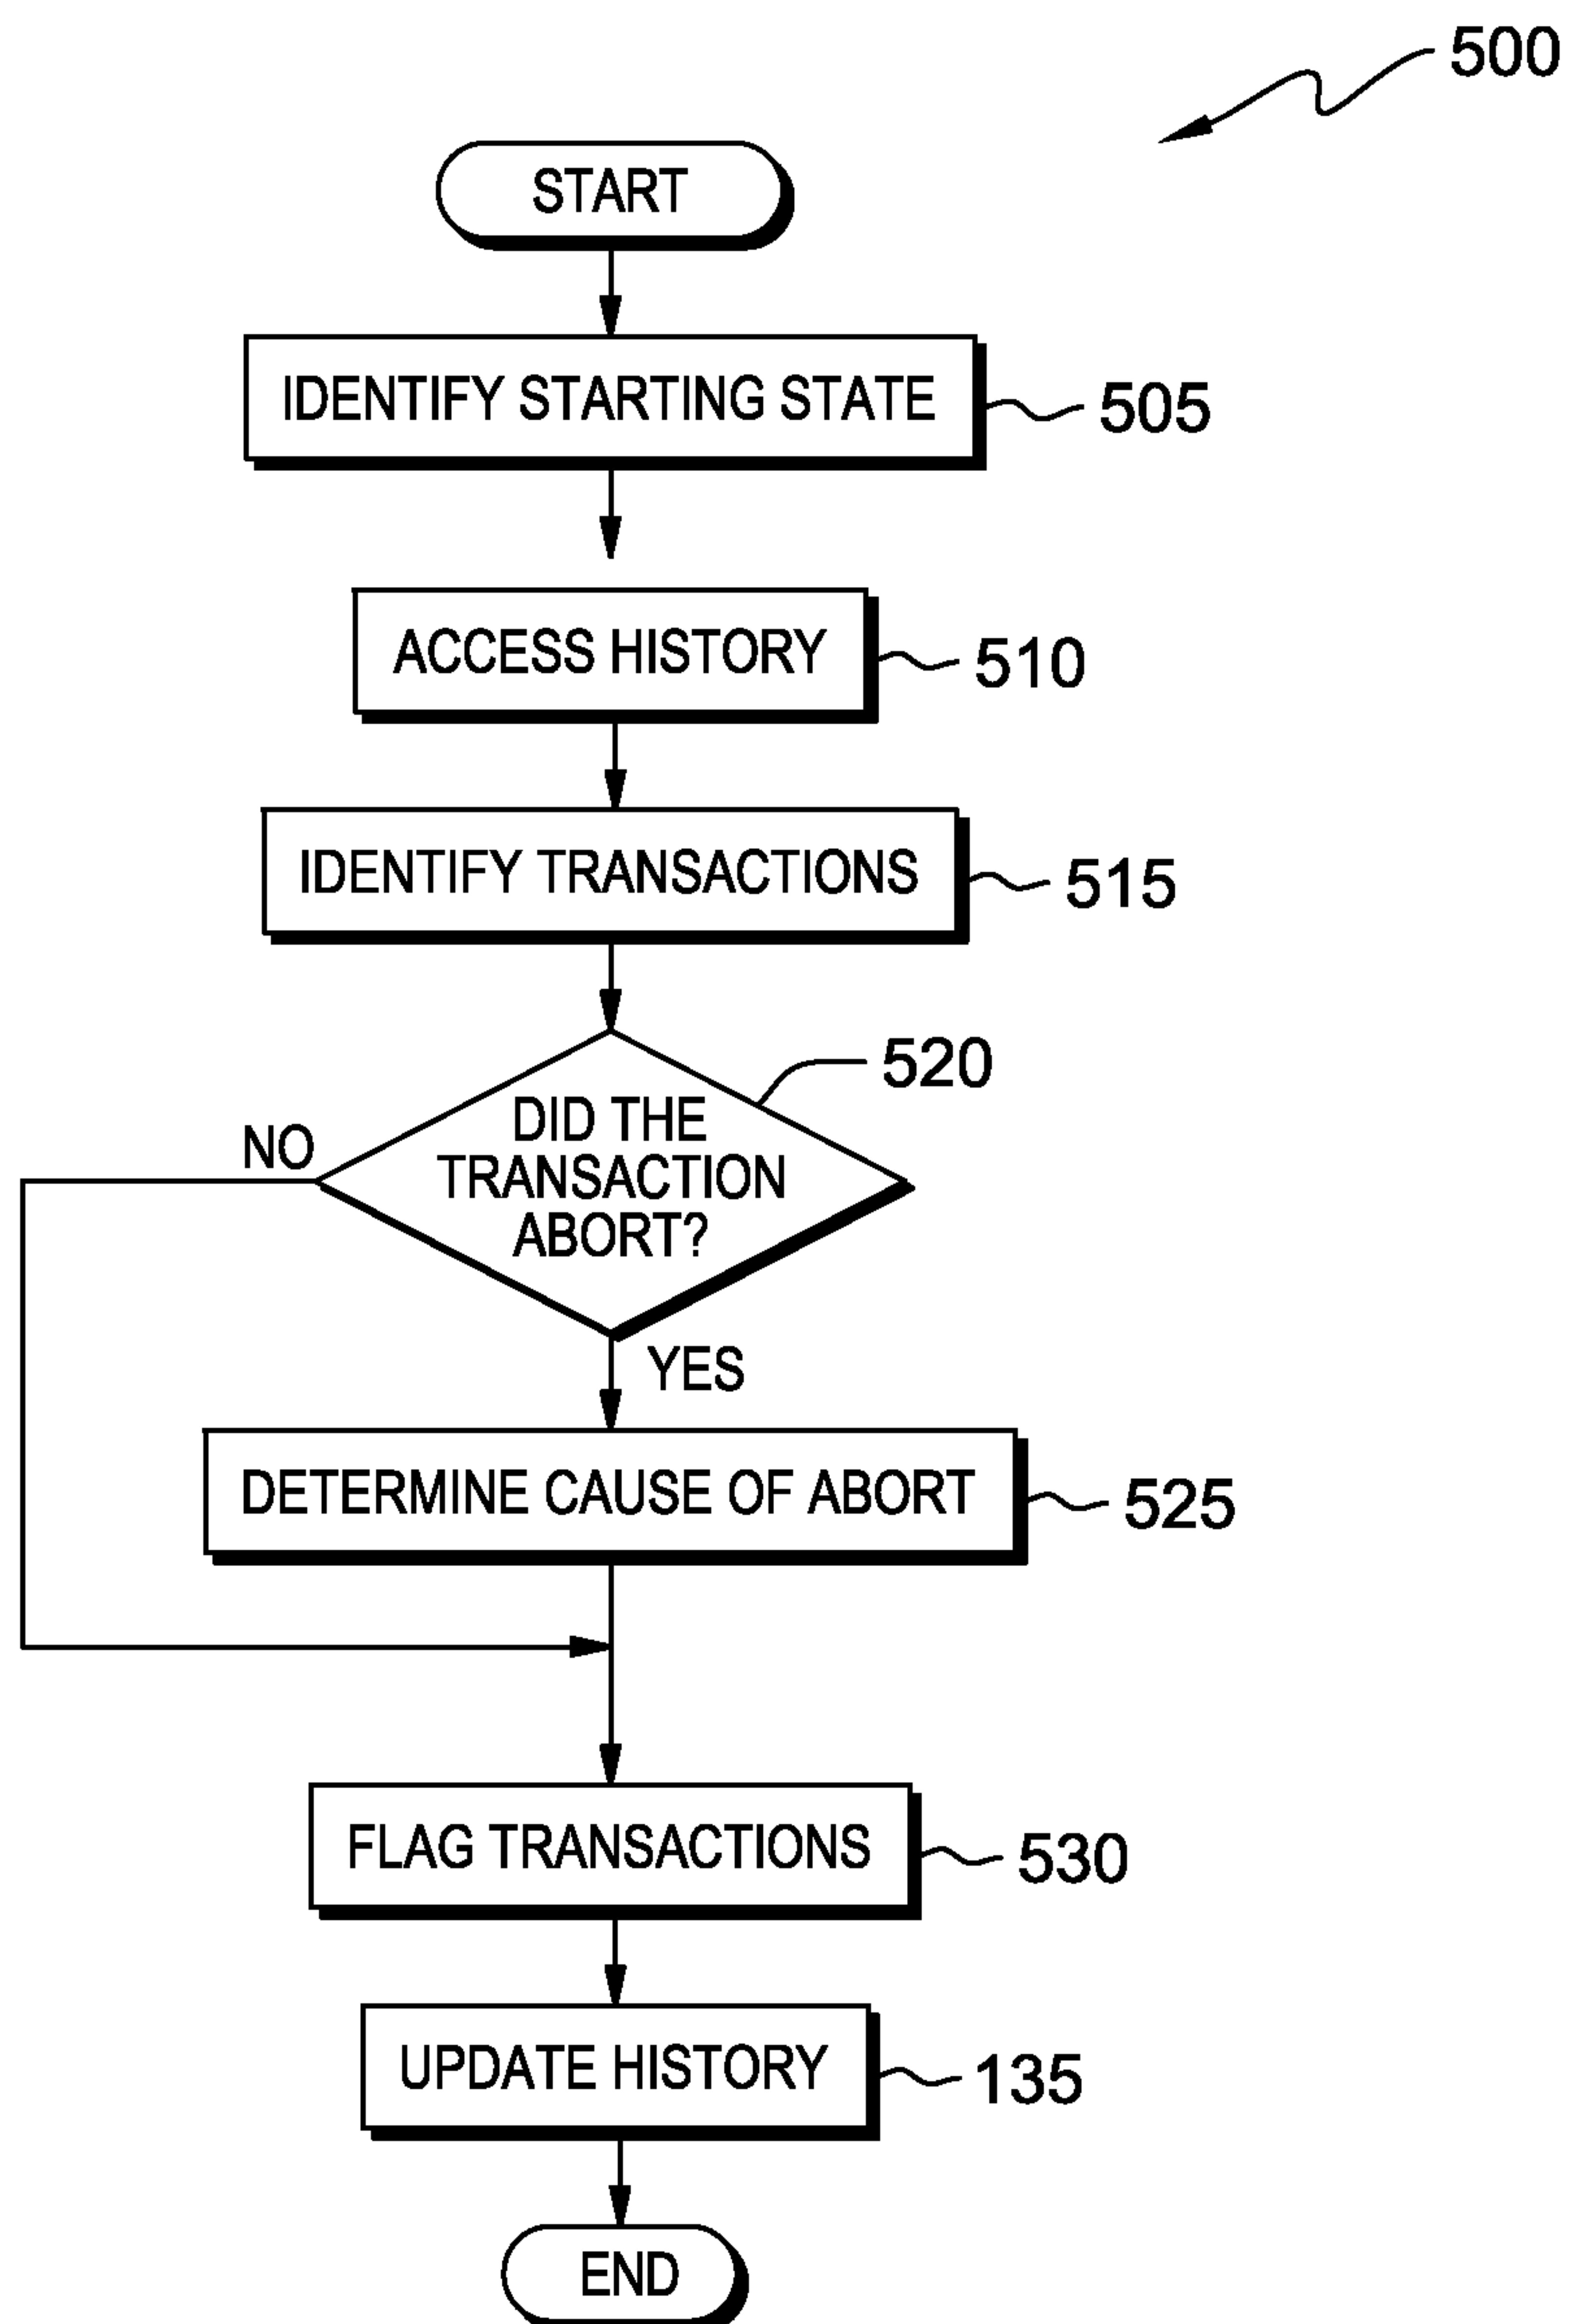 500
START
IDENTIFY STARTING STATE
505
ACCESS HISTORY
510
IDENTIFY TRANSACTIONS
515
520
DID THE
TRANSACTION
ABORT?
NO
YES
DETERMINE CAUSE OF ABORT
525
FLAG TRANSACTIONS
530
UPDATE HISTORY
135
END